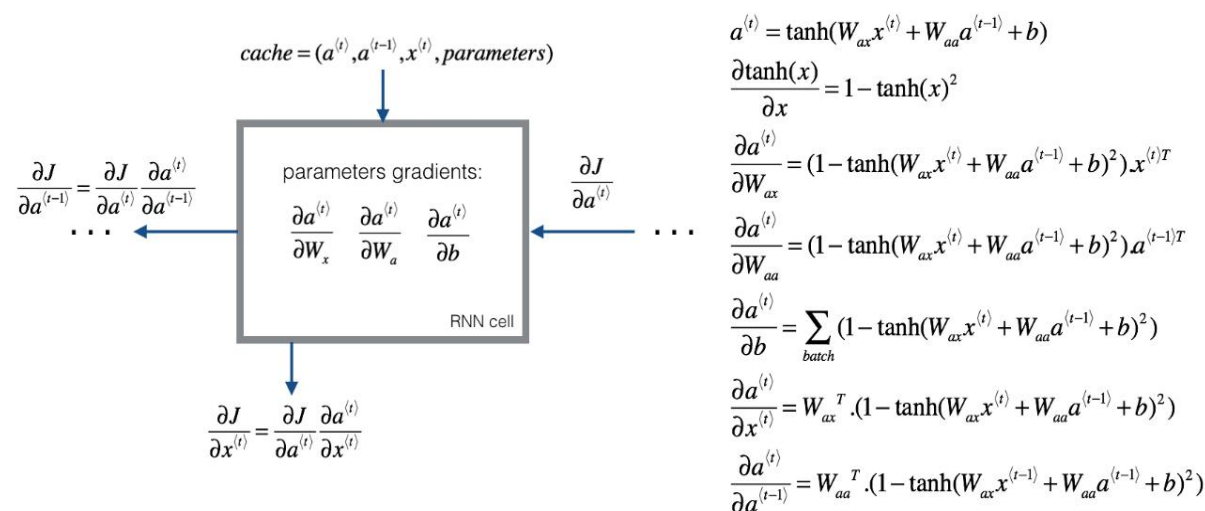 cache = (a^⟨t⟩, a^⟨t−1⟩, x^⟨t⟩, parameters)
∂J/∂a^⟨t−1⟩ = ∂J/∂a^⟨t⟩ ∂a^⟨t⟩/∂a^⟨t−1⟩
. . .
parameters gradients:
∂a^⟨t⟩/∂W_x ∂a^⟨t⟩/∂W_a ∂a^⟨t⟩/∂b
RNN cell
∂J/∂a^⟨t⟩
. . .
∂J/∂x^⟨t⟩ = ∂J/∂a^⟨t⟩ ∂a^⟨t⟩/∂x^⟨t⟩
a^⟨t⟩ = tanh(W_ax x^⟨t⟩ + W_aa a^⟨t−1⟩ + b)
∂tanh(x)/∂x = 1 − tanh(x)^2
∂a^⟨t⟩/∂W_ax = (1 − tanh(W_ax x^⟨t⟩ + W_aa a^⟨t−1⟩ + b)^2).x^⟨t⟩T
∂a^⟨t⟩/∂W_aa = (1 − tanh(W_ax x^⟨t⟩ + W_aa a^⟨t−1⟩ + b)^2).a^⟨t−1⟩T
∂a^⟨t⟩/∂b = ∑_batch (1 − tanh(W_ax x^⟨t⟩ + W_aa a^⟨t−1⟩ + b)^2)
∂a^⟨t⟩/∂x^⟨t⟩ = W_ax^T.(1 − tanh(W_ax x^⟨t⟩ + W_aa a^⟨t−1⟩ + b)^2)
∂a^⟨t⟩/∂a^⟨t−1⟩ = W_aa^T.(1 − tanh(W_ax x^⟨t−1⟩ + W_aa a^⟨t−1⟩ + b)^2)